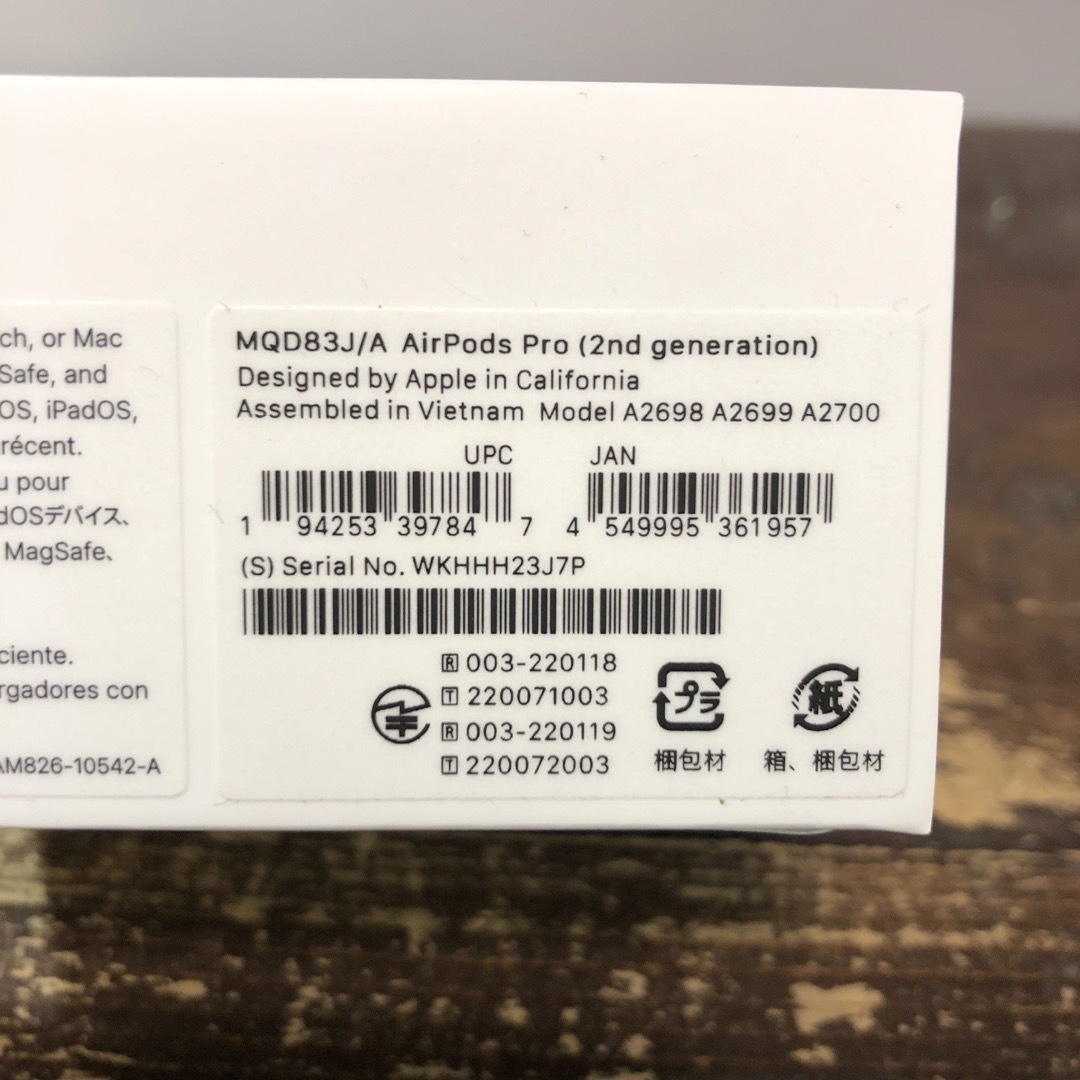 ch, or Mac
Safe, and
OS, iPadOS,
récent.
u pour
dOSデバイス、
MagSafe、
ciente.
rgadores con
AM826-10542-A
MQD83J/A AirPods Pro (2nd generation)
Designed by Apple in California
Assembled in Vietnam Model A2698 A2699 A2700
UPC JAN
1 94253 39784 7 4 549995 361957
(S) Serial No. WKHHH23J7P
R 003-220118
T 220071003
R 003-220119
T 220072003
プラ 紙
梱包材 箱、梱包材